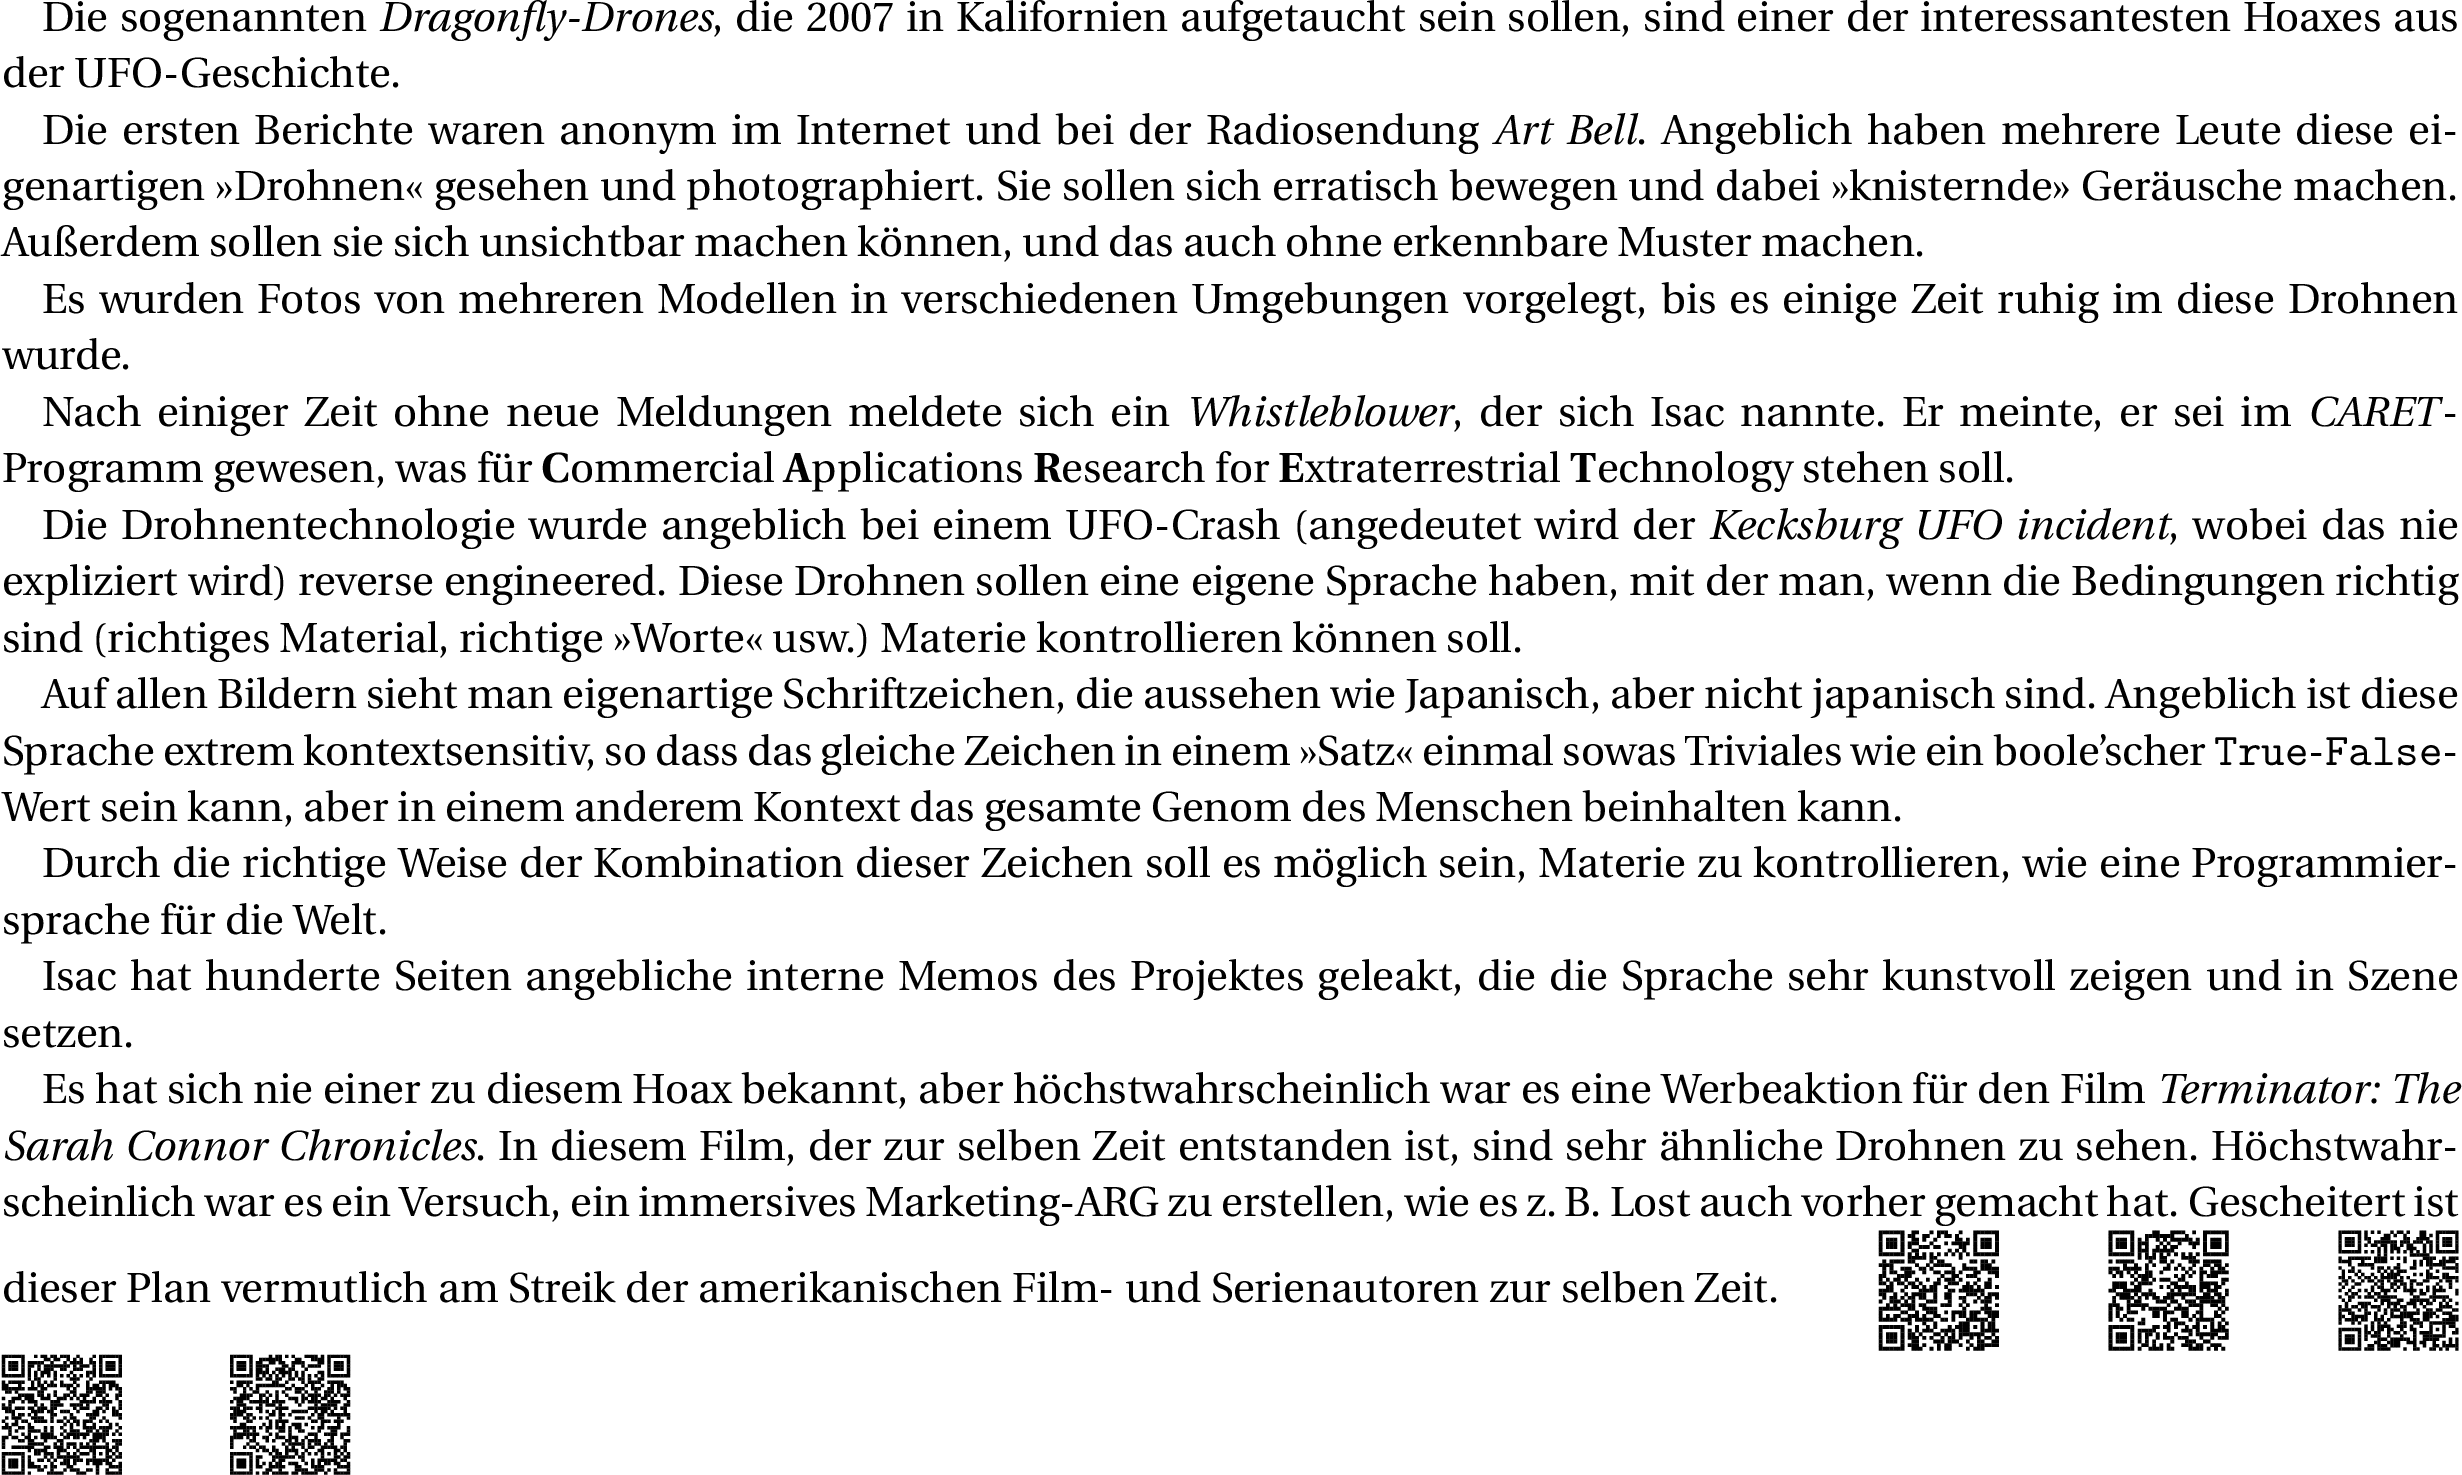 Die sogenannten Dragonfly-Drones, die 2007 in Kalifornien aufgetaucht sein sollen, sind einer der interessantesten Hoaxes aus
der UFO-Geschichte.
Die ersten Berichte waren anonym im Internet und bei der Radiosendung Art Bell. Angeblich haben mehrere Leute diese ei-
genartigen »Drohnen« gesehen und photographiert. Sie sollen sich erratisch bewegen und dabei »knisternde» Geräusche machen.
Außerdem sollen sie sich unsichtbar machen können, und das auch ohne erkennbare Muster machen.
Es wurden Fotos von mehreren Modellen in verschiedenen Umgebungen vorgelegt, bis es einige Zeit ruhig im diese Drohnen
wurde.
Nach einiger Zeit ohne neue Meldungen meldete sich ein Whistleblower, der sich Isac nannte. Er meinte, er sei im CARET-
Programm gewesen, was für Commercial Applications Research for Extraterrestrial Technology stehen soll.
Die Drohnentechnologie wurde angeblich bei einem UFO-Crash (angedeutet wird der Kecksburg UFO incident, wobei das nie
expliziert wird) reverse engineered. Diese Drohnen sollen eine eigene Sprache haben, mit der man, wenn die Bedingungen richtig
sind (richtiges Material, richtige »Worte« usw.) Materie kontrollieren können soll.
Auf allen Bildern sieht man eigenartige Schriftzeichen, die aussehen wie Japanisch, aber nicht japanisch sind. Angeblich ist diese
Sprache extrem kontextsensitiv, so dass das gleiche Zeichen in einem »Satz« einmal sowas Triviales wie ein boole’scher True-False-
Wert sein kann, aber in einem anderem Kontext das gesamte Genom des Menschen beinhalten kann.
Durch die richtige Weise der Kombination dieser Zeichen soll es möglich sein, Materie zu kontrollieren, wie eine Programmier-
sprache für die Welt.
Isac hat hunderte Seiten angebliche interne Memos des Projektes geleakt, die die Sprache sehr kunstvoll zeigen und in Szene
setzen.
Es hat sich nie einer zu diesem Hoax bekannt, aber höchstwahrscheinlich war es eine Werbeaktion für den Film Terminator: The
Sarah Connor Chronicles. In diesem Film, der zur selben Zeit entstanden ist, sind sehr ähnliche Drohnen zu sehen. Höchstwahr-
scheinlich war es ein Versuch, ein immersives Marketing-ARG zu erstellen, wie es z. B. Lost auch vorher gemacht hat. Gescheitert ist
dieser Plan vermutlich am Streik der amerikanischen Film- und Serienautoren zur selben Zeit.